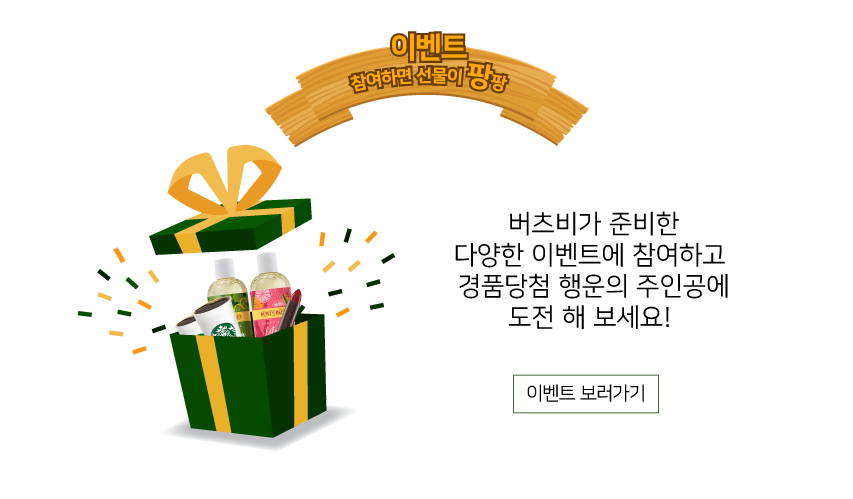 이벤트
참여하면 선물이 팡팡
버츠비가 준비한
다양한 이벤트에 참여하고
경품당첨 행운의 주인공에
도전 해 보세요!
이벤트 보러가기